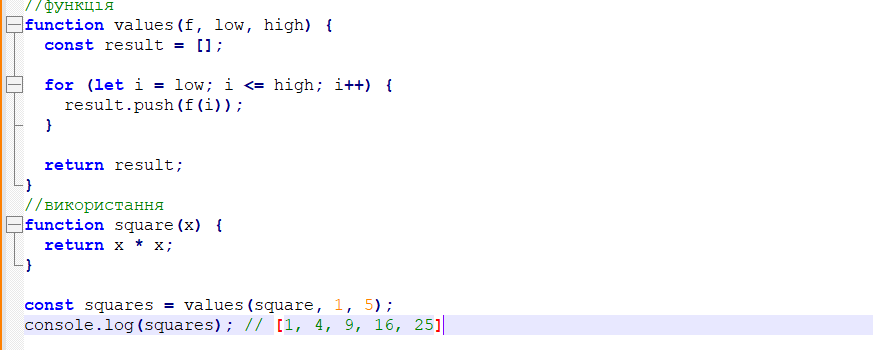 //функція
function values(f, low, high) {
  const result = [];

  for (let i = low; i <= high; i++) {
    result.push(f(i));
  }

  return result;
}
//використання
function square(x) {
  return x * x;
}

const squares = values(square, 1, 5);
console.log(squares); // [1, 4, 9, 16, 25]